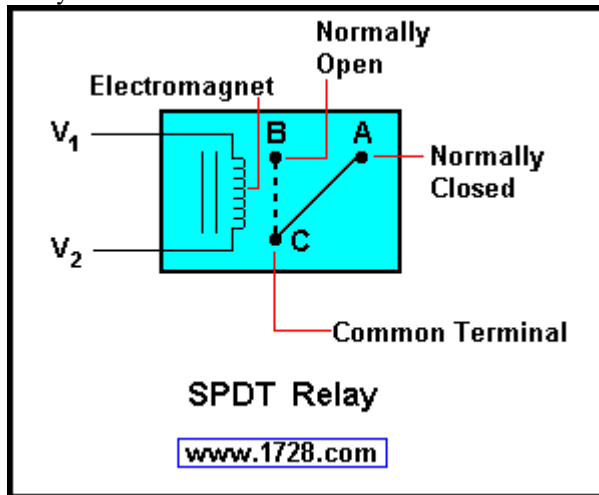 Normally
Open
Electromagnet
V1
B
A
Normally
Closed
V2
C
Common Terminal
SPDT Relay
www.1728.com